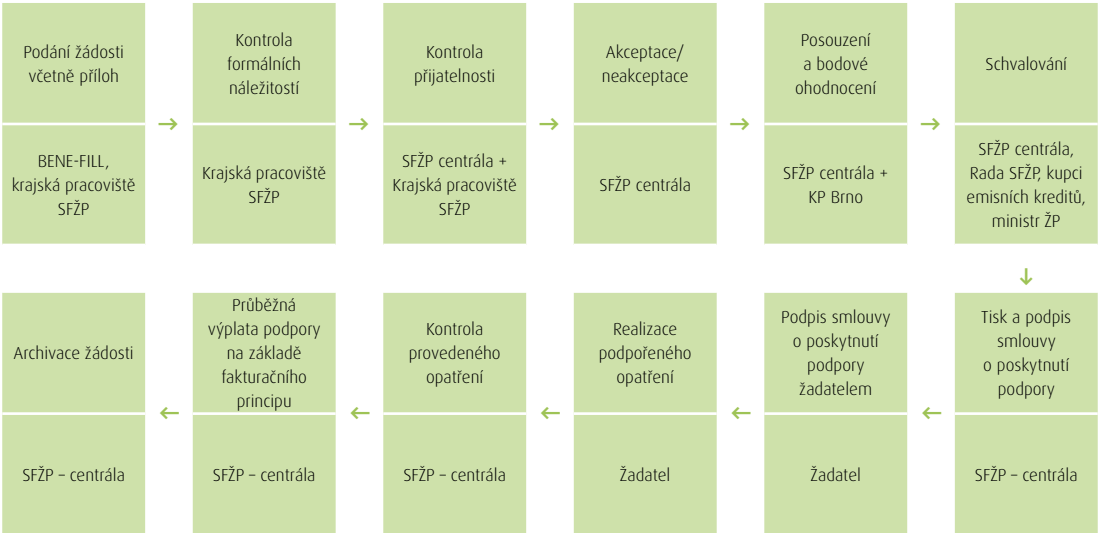 Podání žádosti
včetně příloh
BENE-FILL,
krajská pracoviště
SFŽP
→
Kontrola
formálních
náležitostí
Krajská pracoviště
SFŽP
→
Kontrola
přijatelnosti
SFŽP centrála +
Krajská pracoviště
SFŽP
→
Akceptace/
neakceptace
SFŽP centrála
→
Posouzení
a bodové
ohodnocení
SFŽP centrála +
KP Brno
→
Schvalování
SFŽP centrála,
Rada SFŽP, kupci
emisních kreditů,
ministr ŽP
↓
Tisk a podpis
smlouvy
o poskytnutí
podpory
SFŽP – centrála
←
Podpis smlouvy
o poskytnutí
podpory
žadatelem
Žadatel
←
Realizace
podpořeného
opatření
Žadatel
←
Kontrola
provedeného
opatření
SFŽP – centrála
←
Průběžná
výplata podpory
na základě
fakturačního
principu
SFŽP – centrála
←
Archivace žádosti
SFŽP – centrála